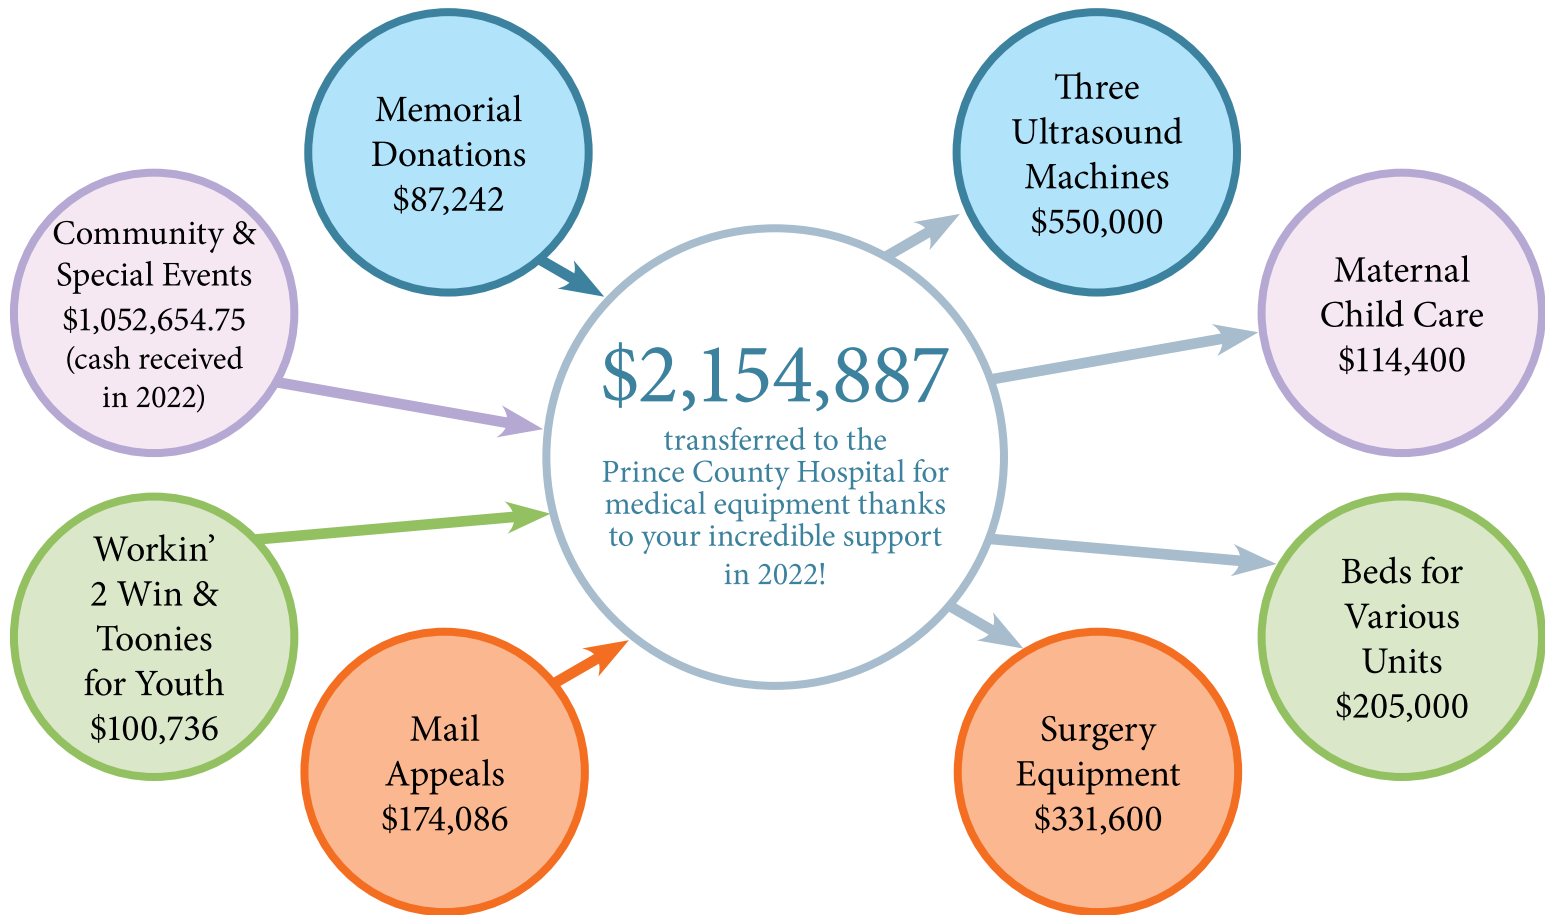 Memorial
Donations
$87,242
Three
Ultrasound
Machines
$550,000
Community &
Special Events
$1,052,654.75
(cash received
in 2022)
Maternal
Child Care
$114,400
$2,154,887
transferred to the
Prince County Hospital for
medical equipment thanks
to your incredible support
in 2022!
Workin’
2 Win &
Toonies
for Youth
$100,736
Beds for
Various
Units
$205,000
Mail
Appeals
$174,086
Surgery
Equipment
$331,600